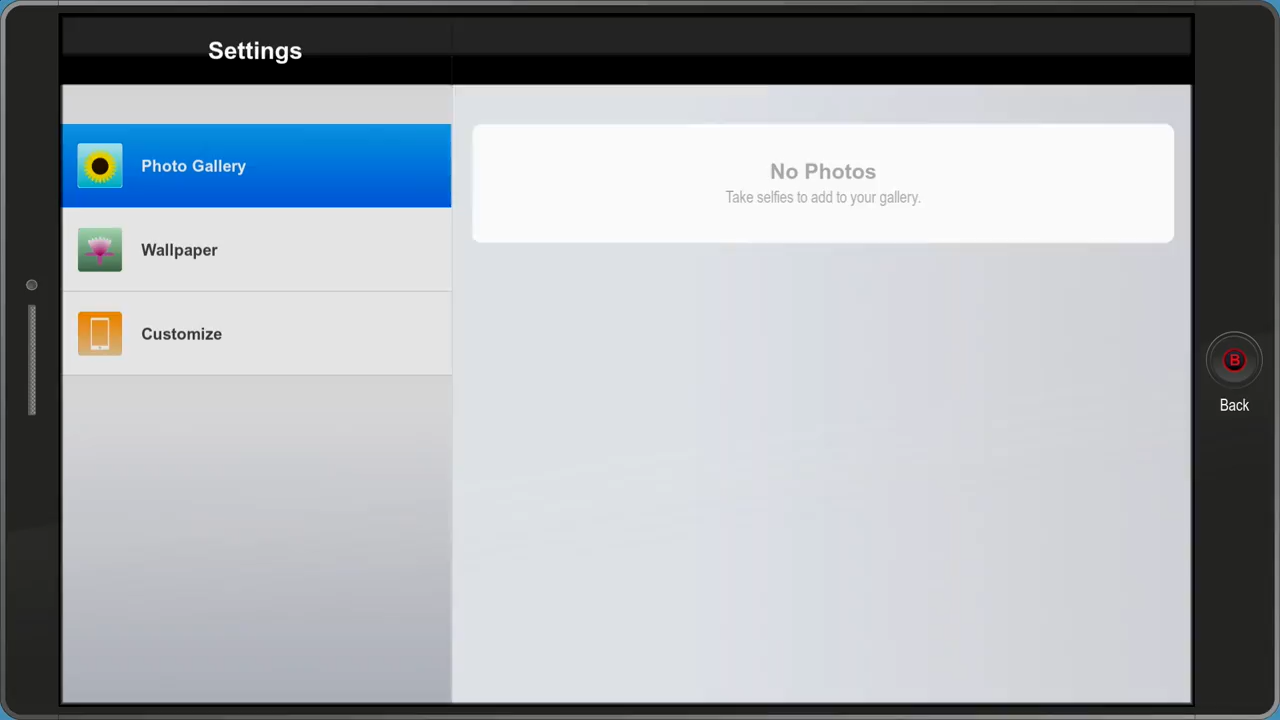 Settings
Photo Gallery
Wallpaper
Customize
No Photos
Take selfies to add to your gallery.
B
Back